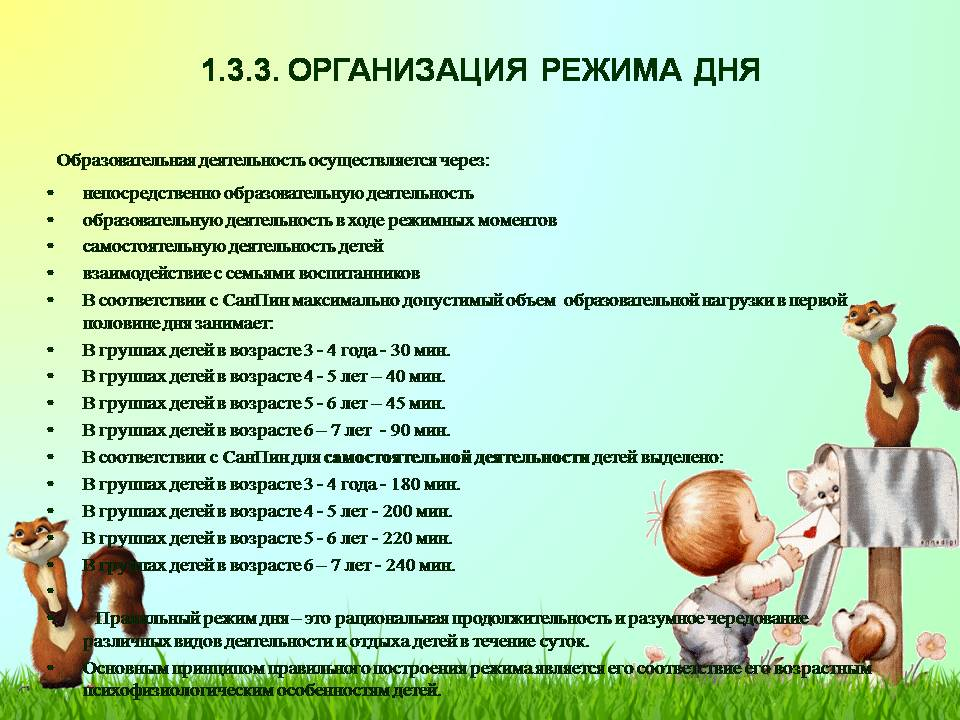 1.3.3. ОРГАНИЗАЦИЯ РЕЖИМА ДНЯ
Образовательная деятельность осуществляется через:
• непосредственно образовательную деятельность
• образовательную деятельность в ходе режимных моментов
• самостоятельную деятельность детей
• взаимодействие с семьями воспитанников
• В соответствии с СанПин максимально допустимый объем образовательной нагрузки в первой
половине дня занимает:
• В группах детей в возрасте 3 - 4 года - 30 мин.
• В группах детей в возрасте 4 - 5 лет – 40 мин.
• В группах детей в возрасте 5 - 6 лет – 45 мин.
• В группах детей в возрасте 6 – 7 лет - 90 мин.
• В соответствии с СанПин для самостоятельной деятельности детей выделено:
• В группах детей в возрасте 3 - 4 года - 180 мин.
• В группах детей в возрасте 4 - 5 лет - 200 мин.
• В группах детей в возрасте 5 - 6 лет - 220 мин.
• В группах детей в возрасте 6 – 7 лет - 240 мин.
•
• Правильный режим дня – это рациональная продолжительность и разумное чередование
различных видов деятельности и отдыха детей в течение суток.
• Основным принципом правильного построения режима является его соответствие его возрастным
психофизиологическим особенностям детей.